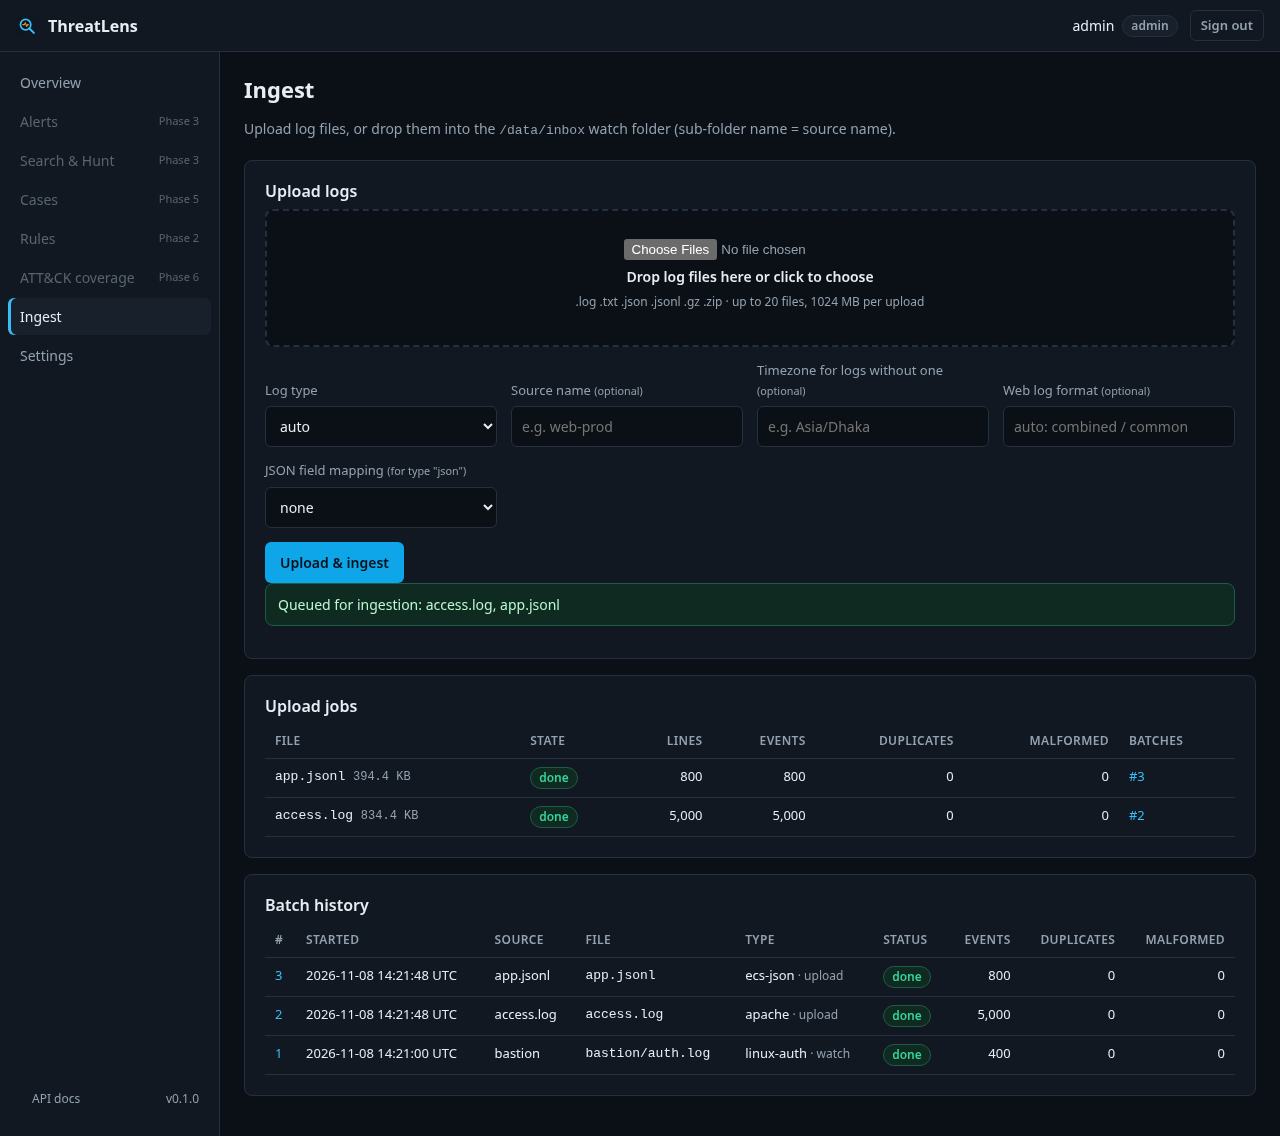 ThreatLens
admin admin Sign out
Overview
Alerts Phase 3
Search & Hunt Phase 3
Cases Phase 5
Rules Phase 2
ATT&CK coverage Phase 6
Ingest
Settings
API docs v0.1.0
Ingest
Upload log files, or drop them into the /data/inbox watch folder (sub-folder name = source name).
Upload logs
Choose Files No file chosen
Drop log files here or click to choose
.log .txt .json .jsonl .gz .zip · up to 20 files, 1024 MB per upload
Log type
auto
Source name (optional)
e.g. web-prod
Timezone for logs without one
(optional)
e.g. Asia/Dhaka
Web log format (optional)
auto: combined / common
JSON field mapping (for type "json")
none
Upload & ingest
Queued for ingestion: access.log, app.jsonl
Upload jobs
FILE STATE LINES EVENTS DUPLICATES MALFORMED BATCHES
app.jsonl 394.4 KB done 800 800 0 0 #3
access.log 834.4 KB done 5,000 5,000 0 0 #2
Batch history
# STARTED SOURCE FILE TYPE STATUS EVENTS DUPLICATES MALFORMED
3 2026-11-08 14:21:48 UTC app.jsonl app.jsonl ecs-json · upload done 800 0 0
2 2026-11-08 14:21:48 UTC access.log access.log apache · upload done 5,000 0 0
1 2026-11-08 14:21:00 UTC bastion bastion/auth.log linux-auth · watch done 400 0 0